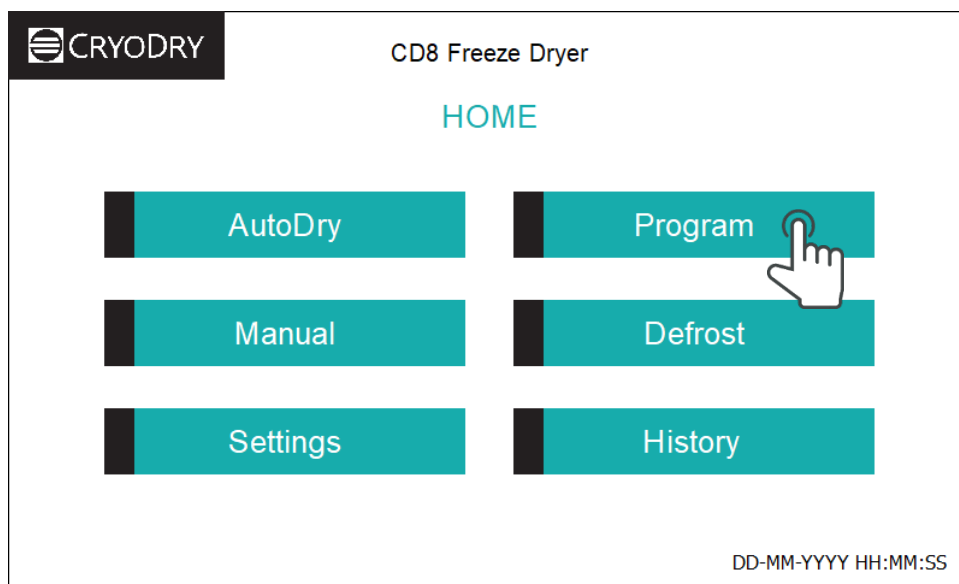 CRYODRY
CD8 Freeze Dryer
HOME
AutoDry
Program
Manual
Defrost
Settings
History
DD-MM-YYYY HH:MM:SS